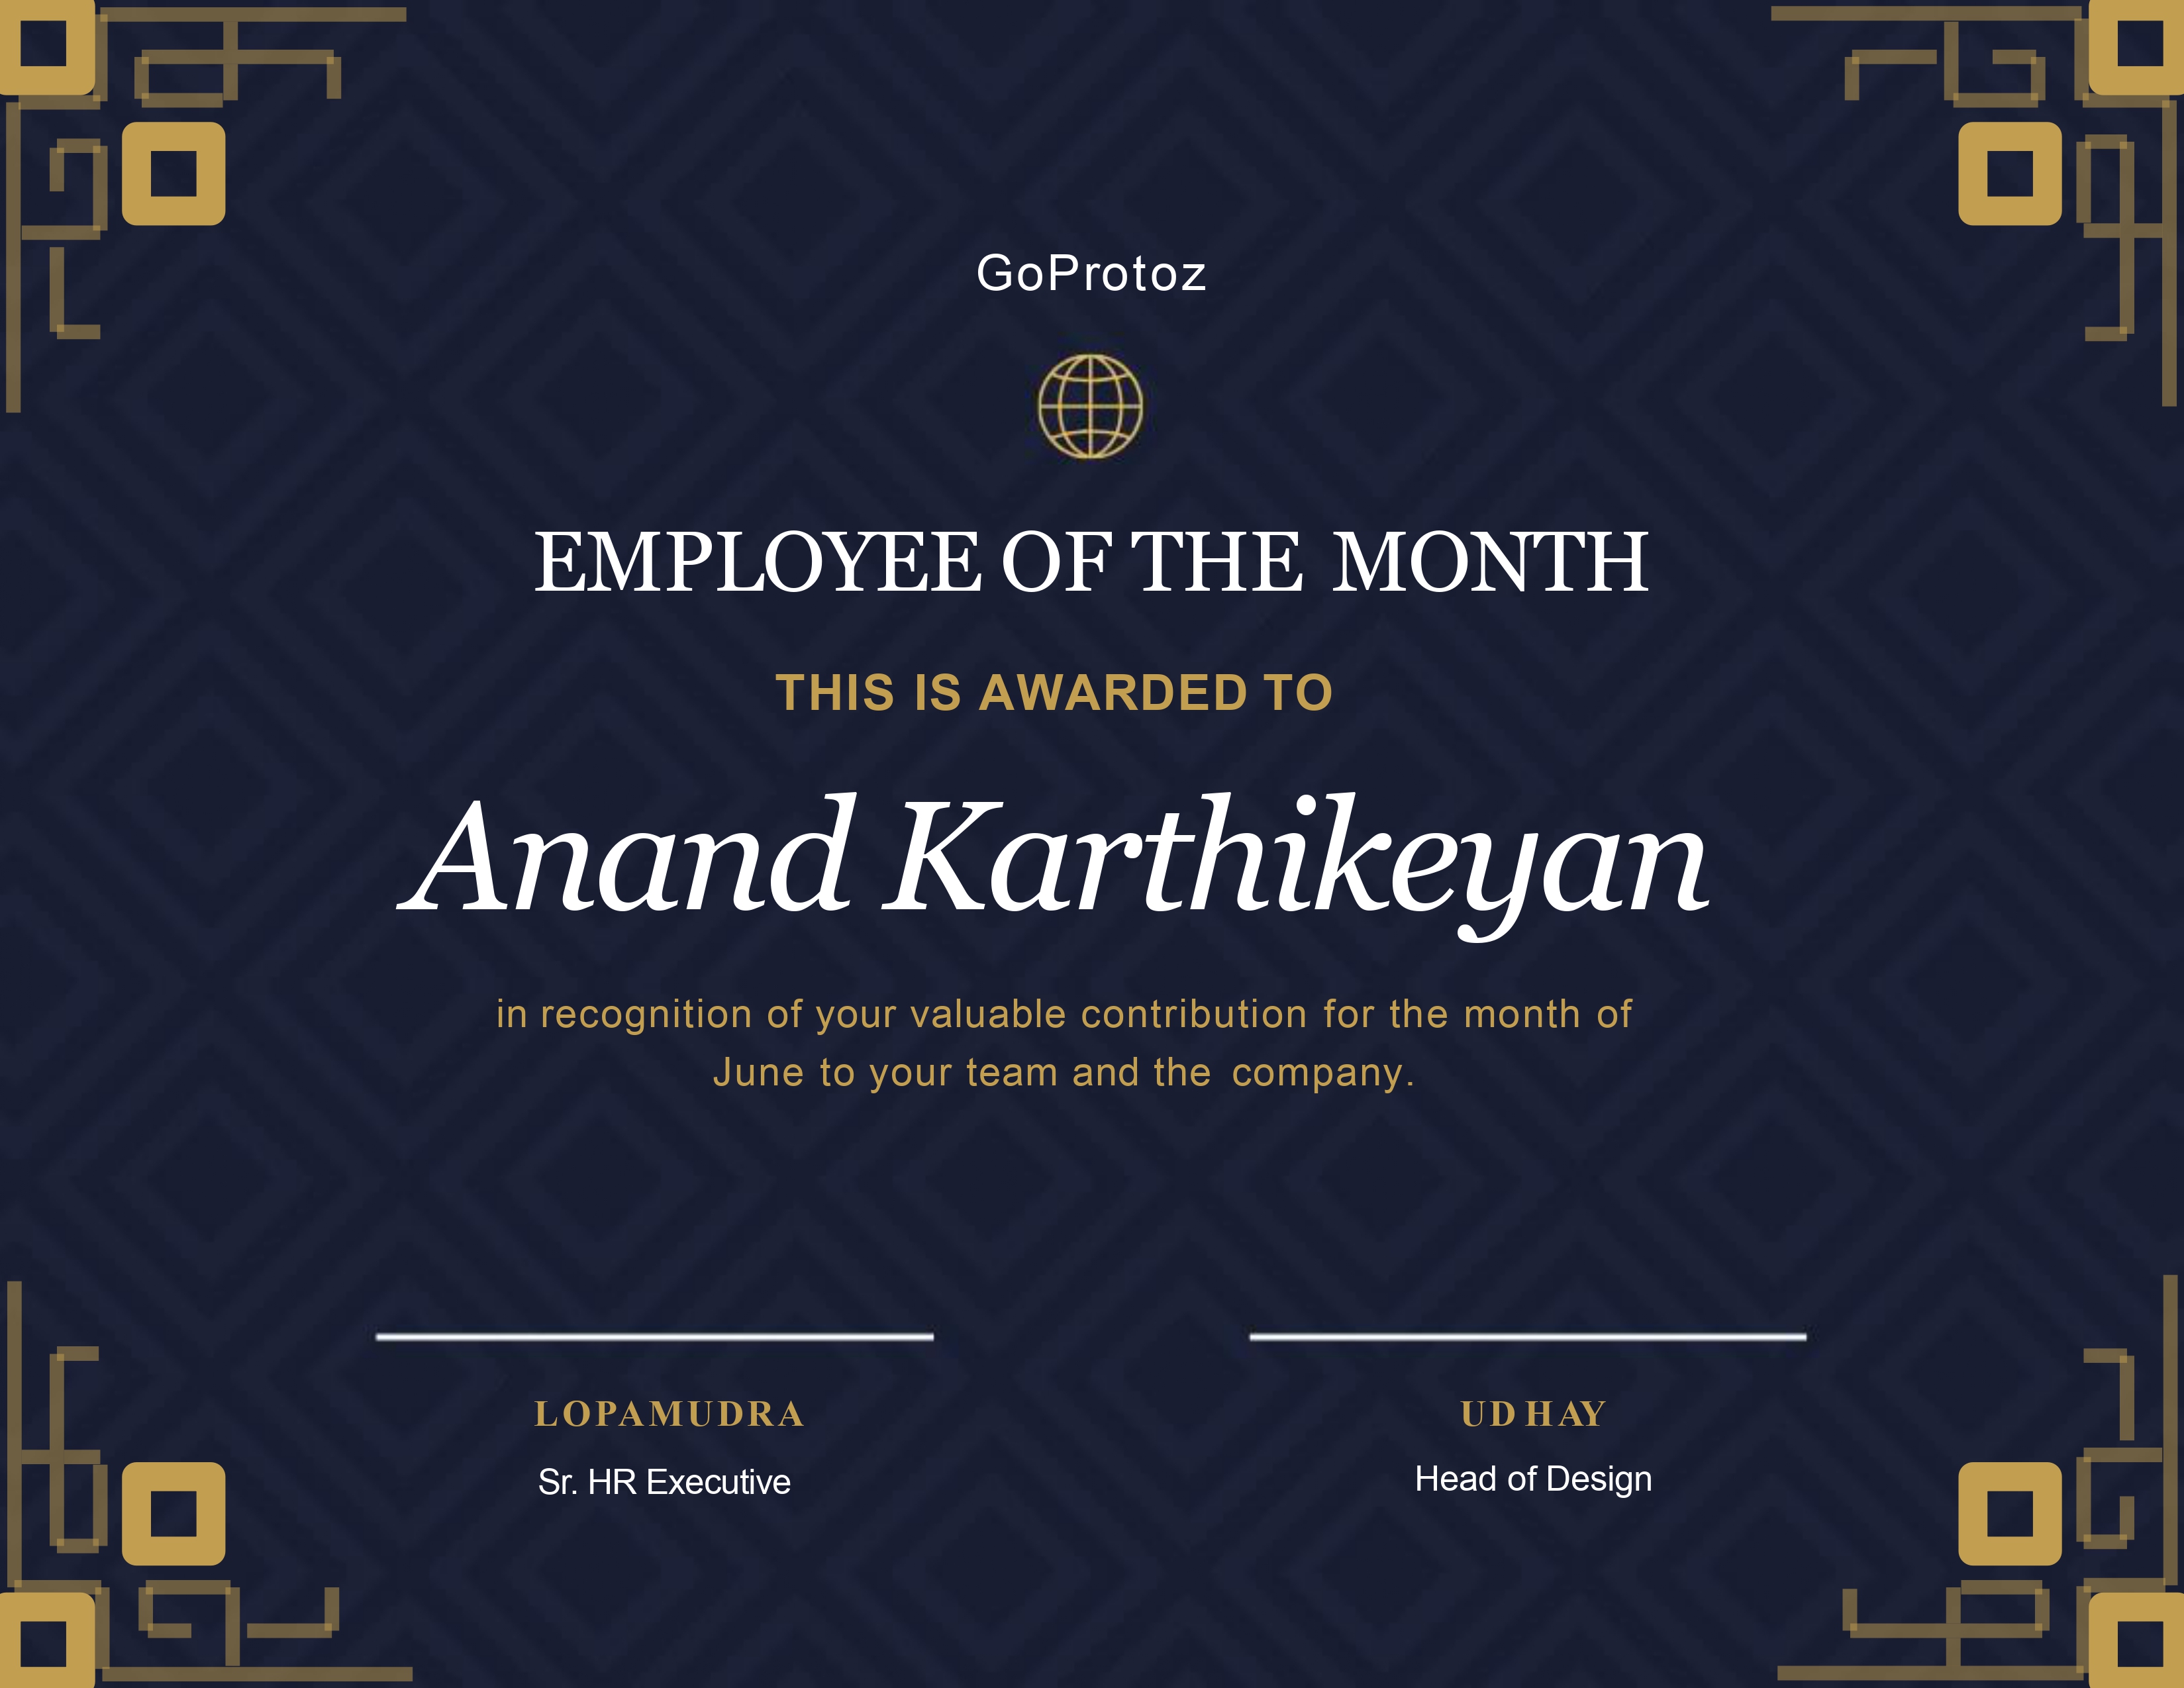 GoProtoz
EMPLOYEE OF THE MONTH
THIS IS AWARDED TO
Anand Karthikeyan
in recognition of your valuable contribution for the month of
June to your team and the company.
LOPAMUDRA
Sr. HR Executive
UDHAY
Head of Design